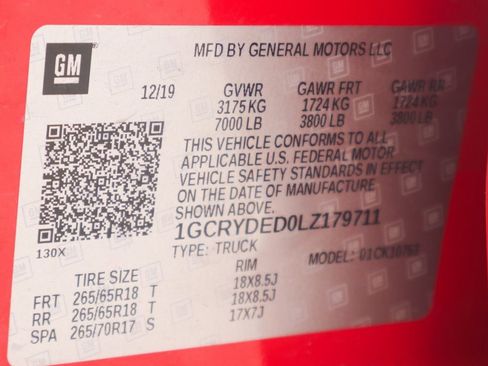 GM
MFD BY GENERAL MOTORS LLC
12/19 GVWR GAWR FRT GAWR RR
3175 KG 1724 KG 1724 KG
7000 LB 3800 LB 3800 LB
THIS VEHICLE CONFORMS TO ALL
APPLICABLE U.S. FEDERAL MOTOR
VEHICLE SAFETY STANDARDS IN EFFECT
ON THE DATE OF MANUFACTURE
SHOWN ABOVE.
1GCRYDED0LZ179711
130X
TYPE: TRUCK MODEL:
TIRE SIZE RIM
FRT 265/65R18 T 18X8.5J
RR 265/65R18 T 18X8.5J
SPA 265/70R17 S 17X7J